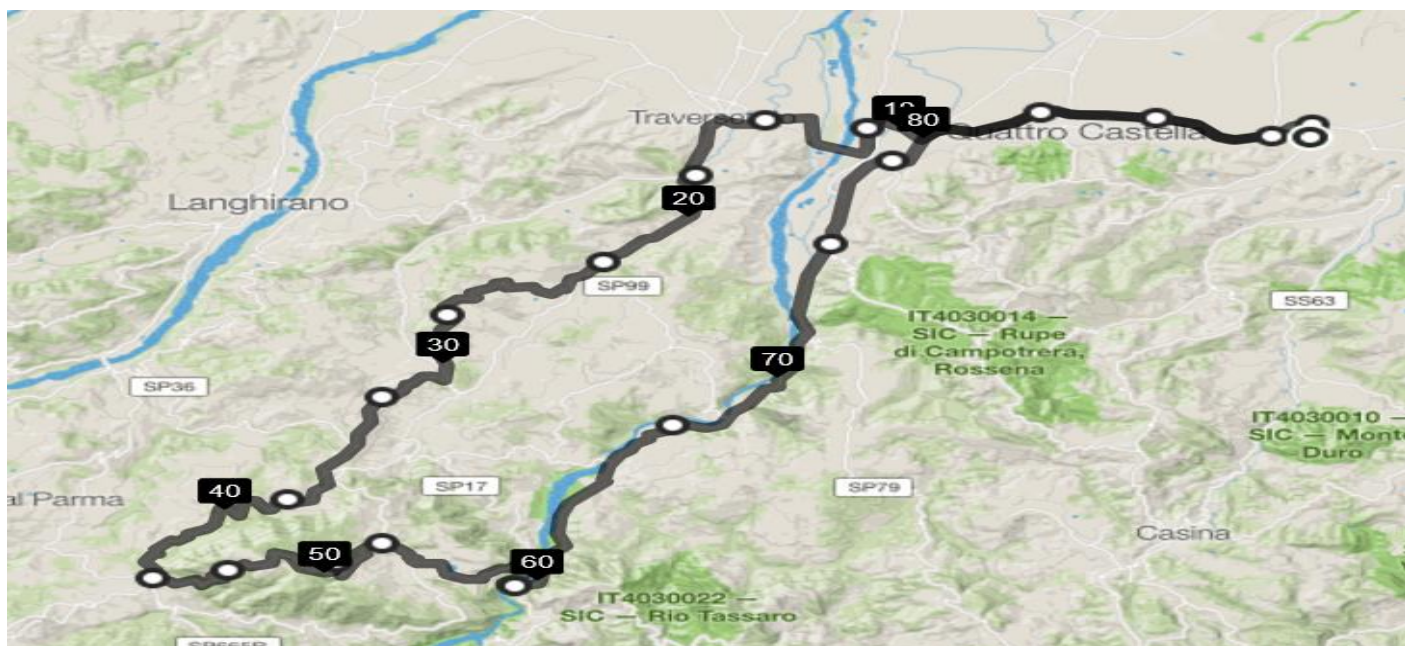 10
80
Quattro Castella
Langhirano
20
SP99
SS63
IT4030014 —
SIC — Rupe
di Campotrera,
Rossena
30
70
SP36
IT4030010 —
SIC — Monte
Duro
40
SP17
SP79
al Parma
Casina
50
60
IT4030022 —
SIC — Rio Tassaro